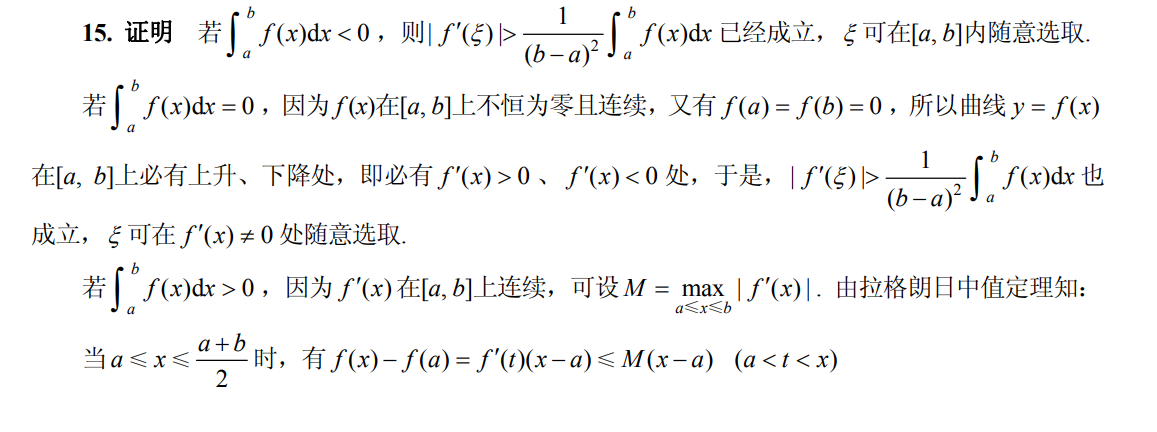 15. 证明 若$\int_a^b f(x)\mathrm{d}x<0$，则$|f'(\xi)|>\frac{1}{(b-a)^2}\int_a^b f(x)\mathrm{d}x$ 已经成立，$\xi$ 可在$[a,b]$内随意选取.
若$\int_a^b f(x)\mathrm{d}x=0$，因为$f(x)$在$[a,b]$上不恒为零且连续，又有$f(a)=f(b)=0$，所以曲线$y=f(x)$
在$[a,b]$上必有上升、下降处，即必有$f'(x)>0$、$f'(x)<0$处，于是，$|f'(\xi)|>\frac{1}{(b-a)^2}\int_a^b f(x)\mathrm{d}x$ 也
成立，$\xi$ 可在$f'(x)\neq 0$处随意选取.
若$\int_a^b f(x)\mathrm{d}x>0$，因为$f'(x)$在$[a,b]$上连续，可设$M=\max\limits_{a\leqslant x\leqslant b}|f'(x)|$. 由拉格朗日中值定理知：
当$a\leqslant x\leqslant\frac{a+b}{2}$时，有$f(x)-f(a)=f'(t)(x-a)\leqslant M(x-a)$ $(a<t<x)$